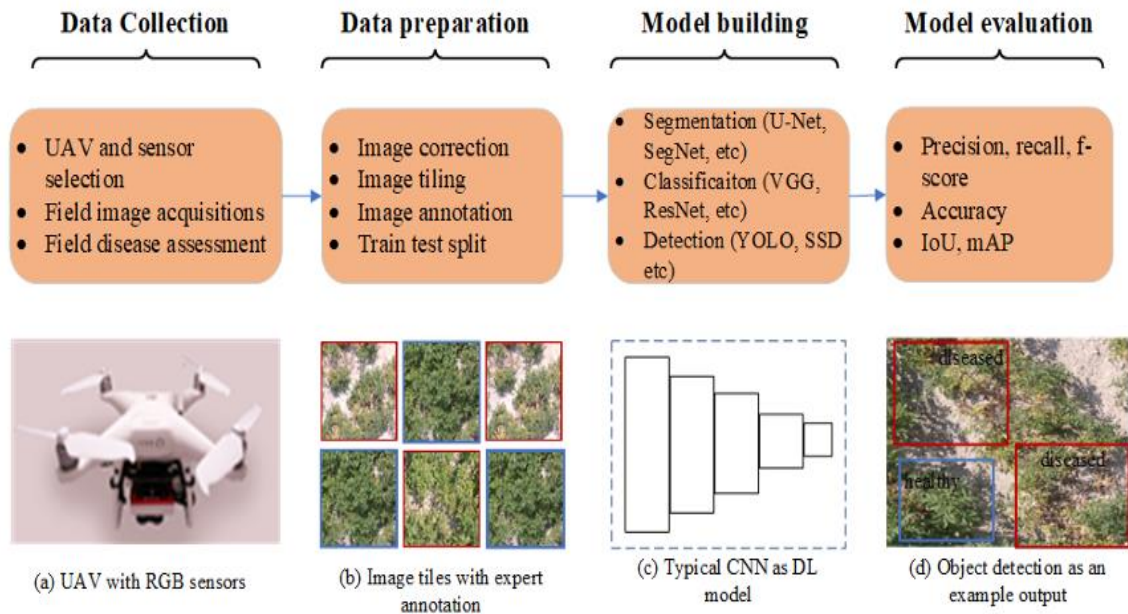 Data Collection
Data preparation
Model building
Model evaluation
• UAV and sensor
selection
• Field image acquisitions
• Field disease assessment
• Image correction
• Image tiling
• Image annotation
• Train test split
• Segmentation (U-Net,
SegNet, etc)
• Classificaiton (VGG,
ResNet, etc)
• Detection (YOLO, SSD
etc)
• Precision, recall, f-
score
• Accuracy
• IoU, mAP
diseased
diseased
healthy
(a) UAV with RGB sensors
(b) Image tiles with expert
annotation
(c) Typical CNN as DL
model
(d) Object detection as an
example output